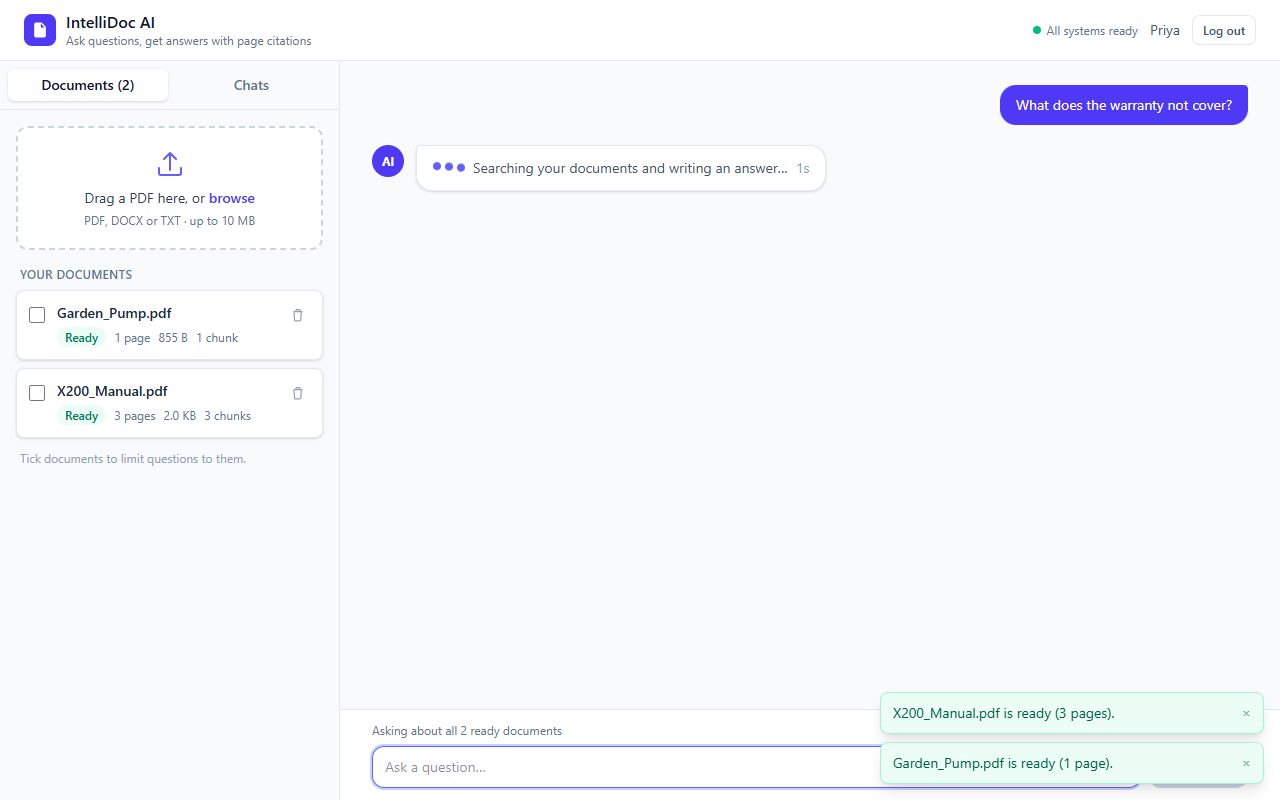 IntelliDoc AI
Ask questions, get answers with page citations
All systems ready
Priya
Log out
Documents (2)
Chats
Drag a PDF here, or browse
PDF, DOCX or TXT · up to 10 MB
YOUR DOCUMENTS
Garden_Pump.pdf
Ready 1 page 855 B 1 chunk
X200_Manual.pdf
Ready 3 pages 2.0 KB 3 chunks
Tick documents to limit questions to them.
What does the warranty not cover?
AI
Searching your documents and writing an answer... 1s
Asking about all 2 ready documents
Ask a question...
X200_Manual.pdf is ready (3 pages). ×
Garden_Pump.pdf is ready (1 page). ×